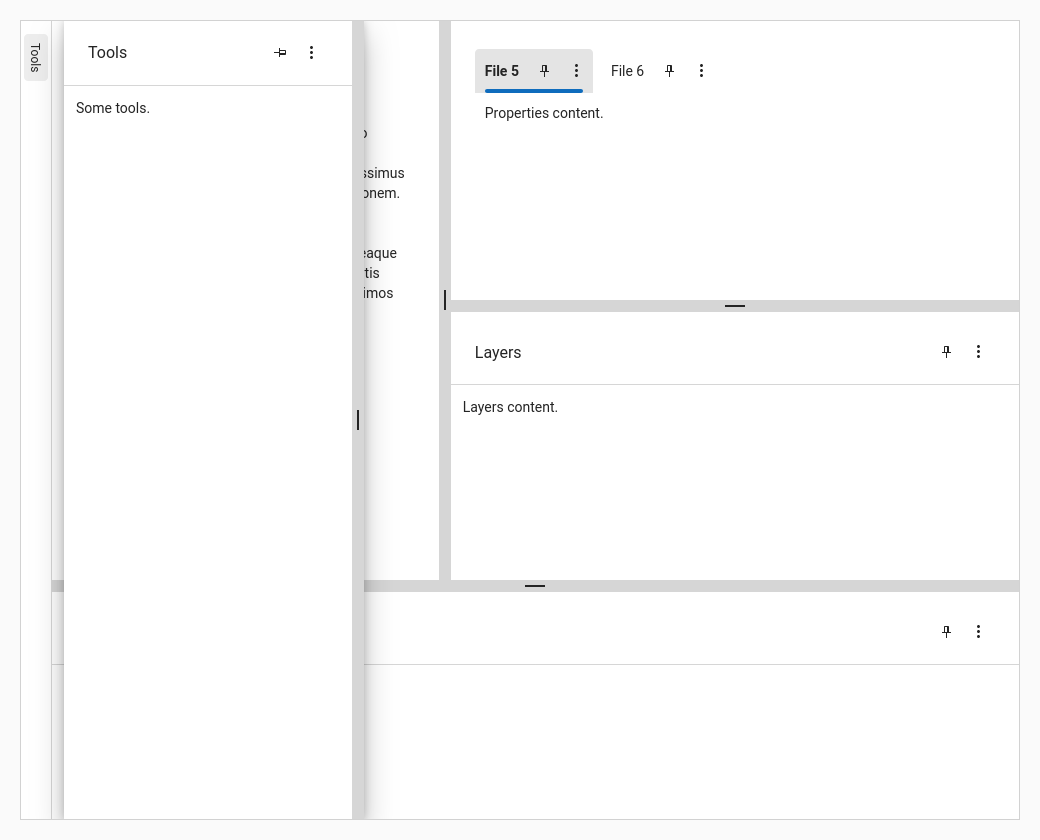 Tools
Tools
Some tools.
ssimus
onem.
eaque
tis
imos
File 5
File 6
Properties content.
Layers
Layers content.